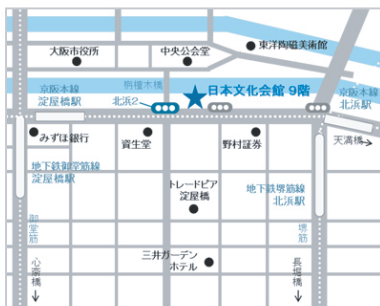 大阪市役所
中央公会堂
東洋陶磁美術館
栴檀木橋
京阪本線
淀屋橋駅
北浜2
日本文化会館 9階
京阪本線
北浜駅
みずほ銀行
資生堂
野村証券
天満橋
地下鉄御堂筋線
淀屋橋駅
トレードピア
淀屋橋
地下鉄堺筋線
北浜駅
御堂筋
堺筋
三井ガーデン
ホテル
心斎橋
長堀橋